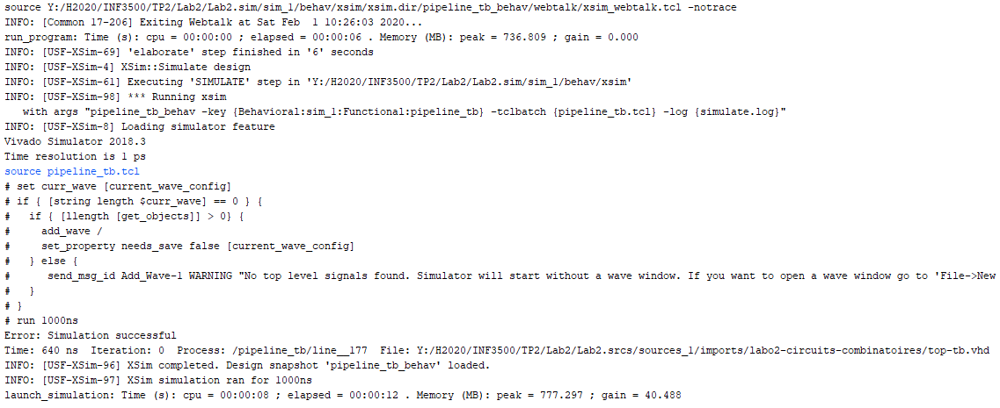 source Y:/H2020/INF3500/TP2/Lab2/Lab2.sim/sim_1/behav/xsim/xsim.dir/pipeline_tb_behav/webtalk/xsim_webtalk.tcl -notrace
INFO: [Common 17-206] Exiting Webtalk at Sat Feb  1 10:26:03 2020...
run_program: Time (s): cpu = 00:00:00 ; elapsed = 00:00:06 . Memory (MB): peak = 736.809 ; gain = 0.000
INFO: [USF-XSim-69] 'elaborate' step finished in '6' seconds
INFO: [USF-XSim-4] XSim::Simulate design
INFO: [USF-XSim-61] Executing 'SIMULATE' step in 'Y:/H2020/INF3500/TP2/Lab2/Lab2.sim/sim_1/behav/xsim'
INFO: [USF-XSim-98] *** Running xsim
   with args "pipeline_tb_behav -key {Behavioral:sim_1:Functional:pipeline_tb} -tclbatch {pipeline_tb.tcl} -log {simulate.log}"
INFO: [USF-XSim-8] Loading simulator feature
Vivado Simulator 2018.3
Time resolution is 1 ps
source pipeline_tb.tcl
# set curr_wave [current_wave_config]
# if { [string length $curr_wave] == 0 } {
#   if { [llength [get_objects]] > 0} {
#     add_wave /
#     set_property needs_save false [current_wave_config]
#   } else {
#      send_msg_id Add_Wave-1 WARNING "No top level signals found. Simulator will start without a wave window. If you want to open a wave window go to 'File->New
#   }
# }
# run 1000ns
Error: Simulation successful
Time: 640 ns  Iteration: 0  Process: /pipeline_tb/line__177  File: Y:/H2020/INF3500/TP2/Lab2/Lab2.srcs/sources_1/imports/labo2-circuits-combinatoires/top-tb.vhd
INFO: [USF-XSim-96] XSim completed. Design snapshot 'pipeline_tb_behav' loaded.
INFO: [USF-XSim-97] XSim simulation ran for 1000ns
launch_simulation: Time (s): cpu = 00:00:08 ; elapsed = 00:00:12 . Memory (MB): peak = 777.297 ; gain = 40.488